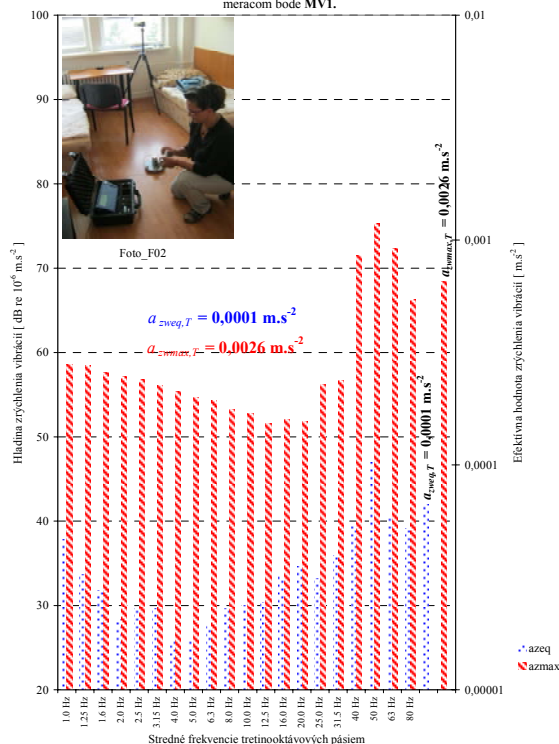 meracom bode MV1.
100
90
80
70
60
50
40
30
20
Hladina zrýchlenia vibrácií [ dB re 10⁻⁶ m.s⁻² ]
Foto_F02
a zweq,T = 0,0001 m.s⁻²
a zwmax,T = 0,0026 m.s⁻²
a zweq,T = 0,0001 m.s⁻²
a zwmax,T = 0,0026 m.s⁻²
0,01
0,001
0,0001
0,00001
Efektívna hodnota zrýchlenia vibrácií [ m.s⁻² ]
1.0 Hz
1.25 Hz
1.6 Hz
2.0 Hz
2.5 Hz
3.15 Hz
4.0 Hz
5.0 Hz
6.3 Hz
8.0 Hz
10.0 Hz
12.5 Hz
16.0 Hz
20.0 Hz
25.0 Hz
31.5 Hz
40 Hz
50 Hz
63 Hz
80 Hz
Stredné frekvencie tretinooktávových pásiem
azeq
azmax